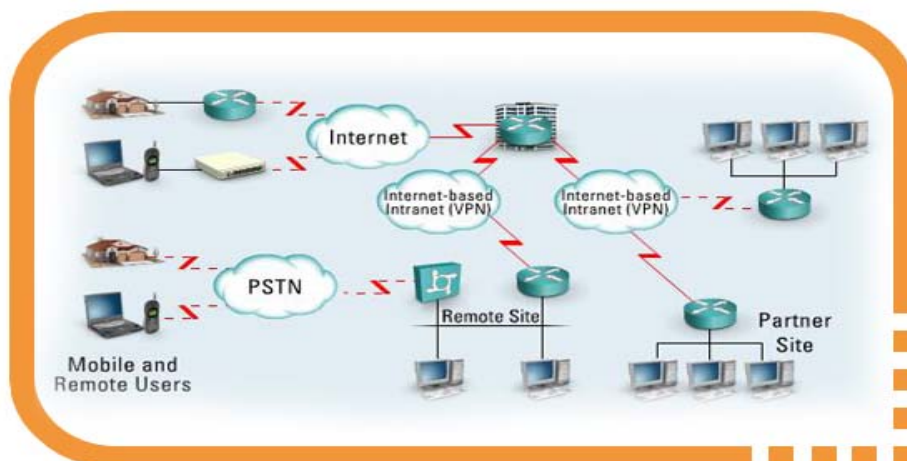 Internet
Internet-based
Intranet (VPN)
Internet-based
Intranet (VPN)
PSTN
Remote Site
Partner
Site
Mobile and
Remote Users